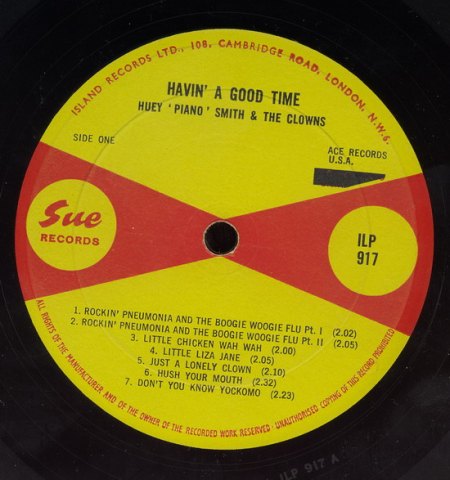 ISLAND RECORDS LTD., 108, CAMBRIDGE ROAD, LONDON, N.W.6.
HAVIN' A GOOD TIME
HUEY 'PIANO' SMITH & THE CLOWNS
SIDE ONE
ACE RECORDS
U.S.A.
Sue
RECORDS
ILP
917
1. ROCKIN' PNEUMONIA AND THE BOOGIE WOOGIE FLU Pt. I (2.02)
2. ROCKIN' PNEUMONIA AND THE BOOGIE WOOGIE FLU Pt. II (2.05)
3. LITTLE CHICKEN WAH WAH (2.00)
4. LITTLE LIZA JANE (2.05)
5. JUST A LONELY CLOWN (2.10)
6. HUSH YOUR MOUTH (2.32)
7. DON'T YOU KNOW YOCKOMO (2.23)
ALL RIGHTS OF THE MANUFACTURER AND OF THE OWNER OF THE RECORDED WORK RESERVED · UNAUTHORISED COPYING OF THIS RECORD PROHIBITED
ILP 917 A